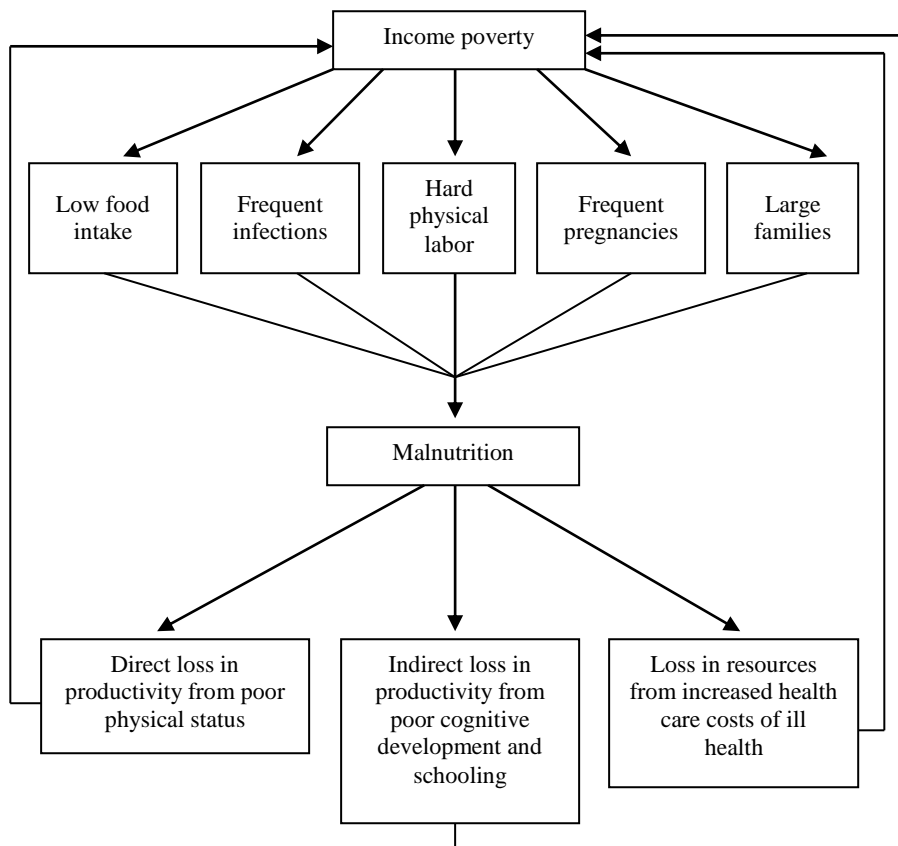 Income poverty
Low food
intake
Frequent
infections
Hard
physical
labor
Frequent
pregnancies
Large
families
Malnutrition
Direct loss in
productivity from poor
physical status
Indirect loss in
productivity from
poor cognitive
development and
schooling
Loss in resources
from increased health
care costs of ill
health